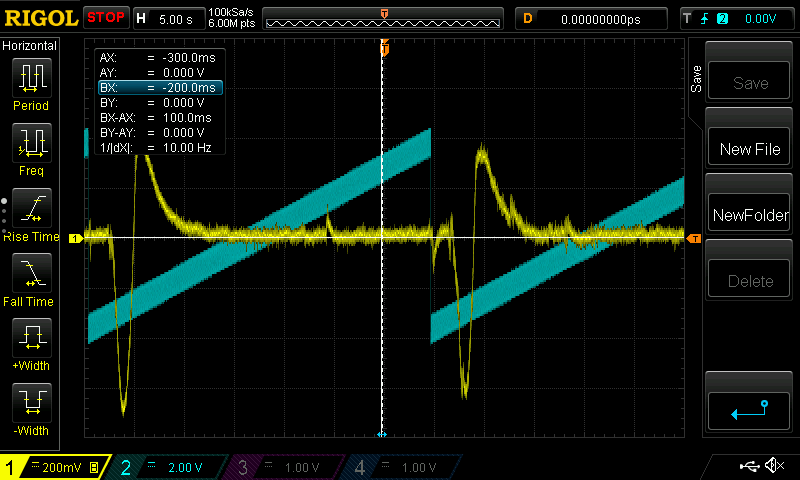 RIGOL STOP H 5.00 s 100kSa/s 6.00M pts T D 0.00000000ps T 2 0.00V
Horizontal
Period
Freq
Rise Time
Fall Time
+Width
-Width
AX: = -300.0ms
AY: = 0.000 V
BX: = -200.0ms
BY: = 0.000 V
BX-AX: = 100.0ms
BY-AY: = 0.000 V
1/|dX|: = 10.00 Hz
T
1
T
Save
Save
New File
NewFolder
Delete
1 = 200mV B 2 = 2.00 V 3 = 1.00 V 4 = 1.00 V